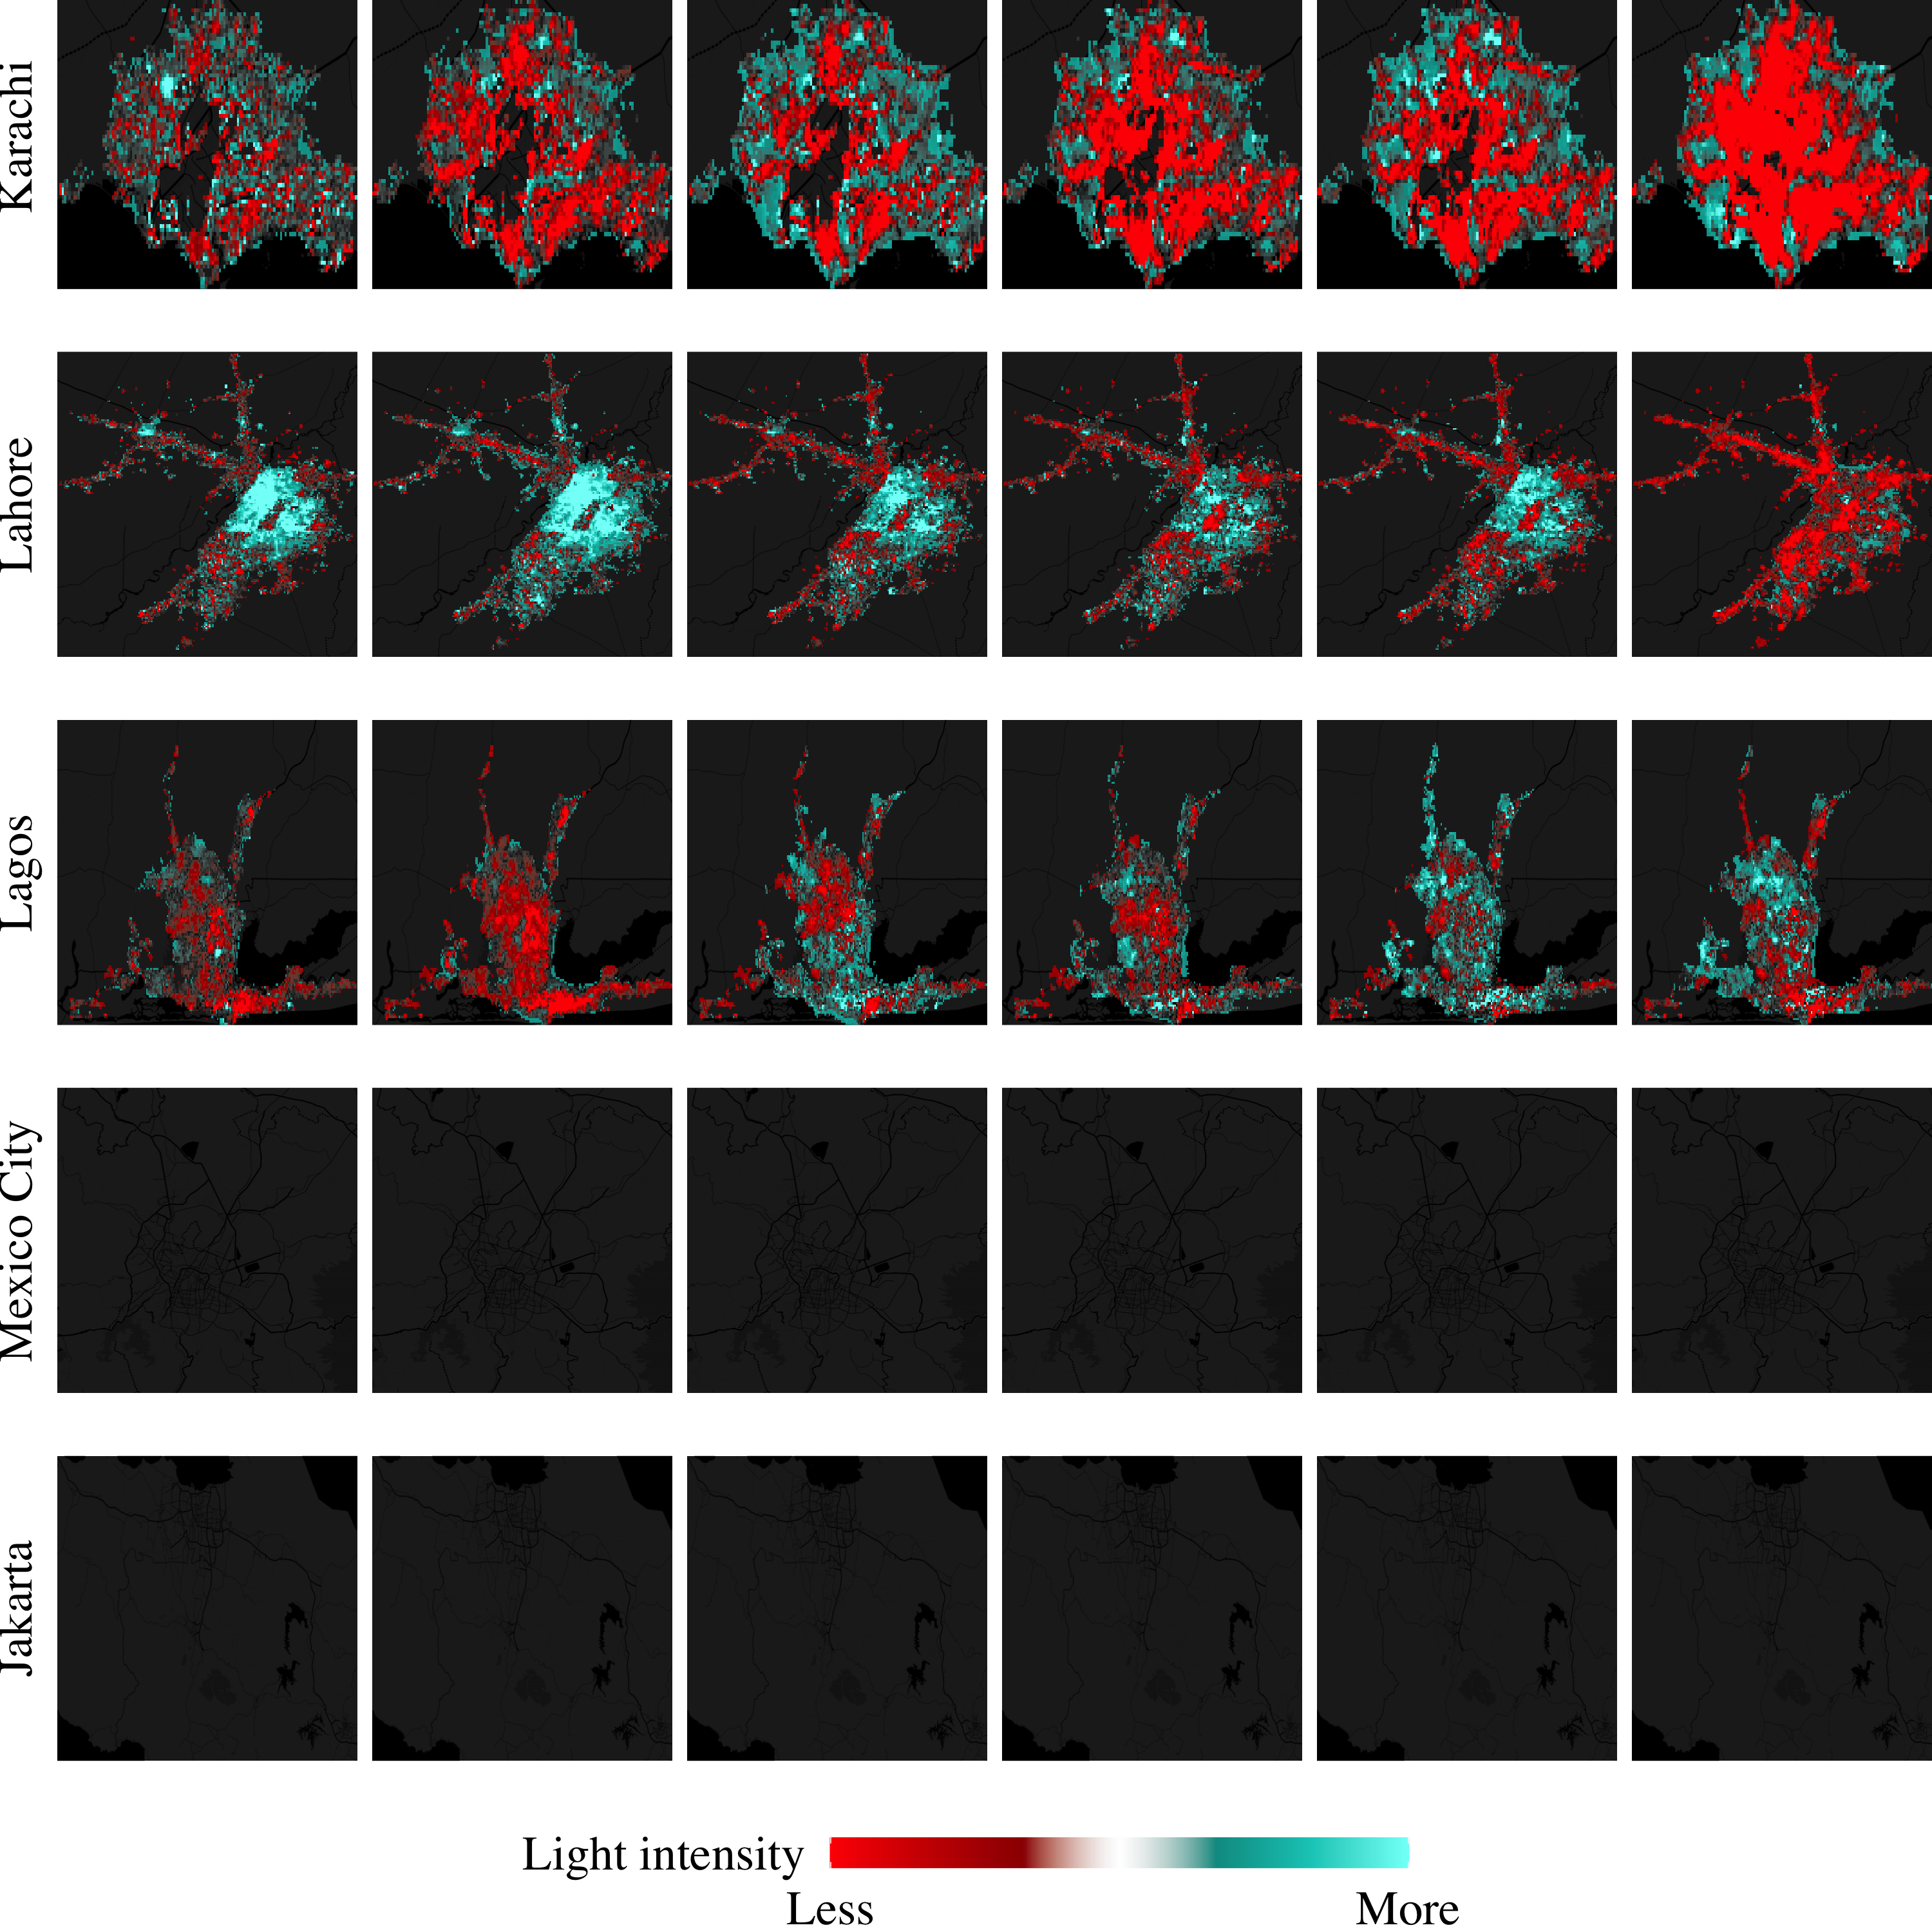 Karachi
Lahore
Lagos
Mexico City
Jakarta
Light intensity
Less More